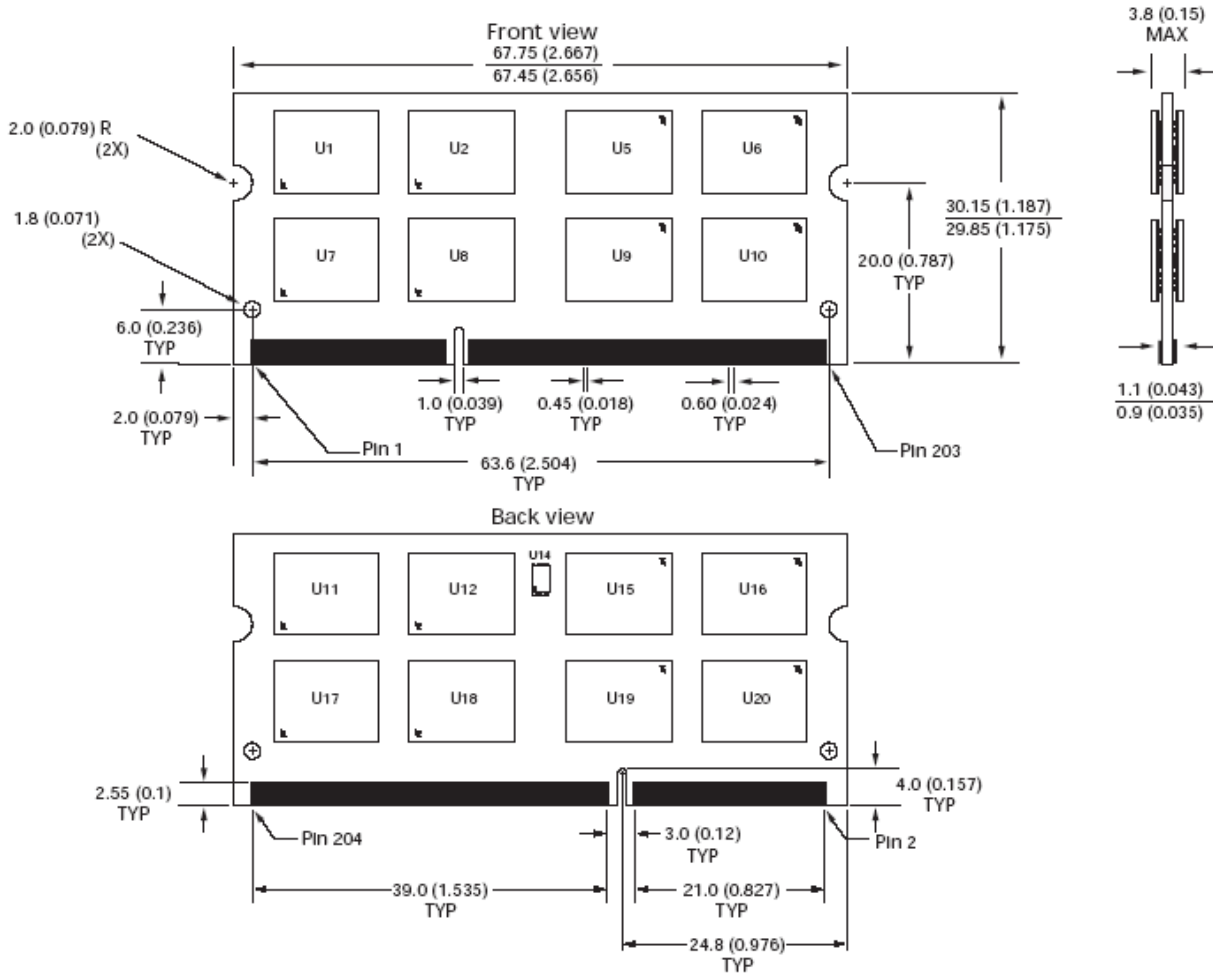 Front view
67.75 (2.667)
67.45 (2.656)
3.8 (0.15)
MAX
2.0 (0.079) R
(2X)
U1
U2
U5
U6
1.8 (0.071)
(2X)
30.15 (1.187)
29.85 (1.175)
U7
U8
U9
U10
20.0 (0.787)
TYP
6.0 (0.236)
TYP
2.0 (0.079)
TYP
1.0 (0.039)
TYP
0.45 (0.018)
TYP
0.60 (0.024)
TYP
1.1 (0.043)
0.9 (0.035)
Pin 1
63.6 (2.504)
TYP
Pin 203
Back view
U14
U11
U12
U15
U16
U17
U18
U19
U20
2.55 (0.1)
TYP
4.0 (0.157)
TYP
Pin 204
3.0 (0.12)
TYP
Pin 2
39.0 (1.535)
TYP
21.0 (0.827)
TYP
24.8 (0.976)
TYP